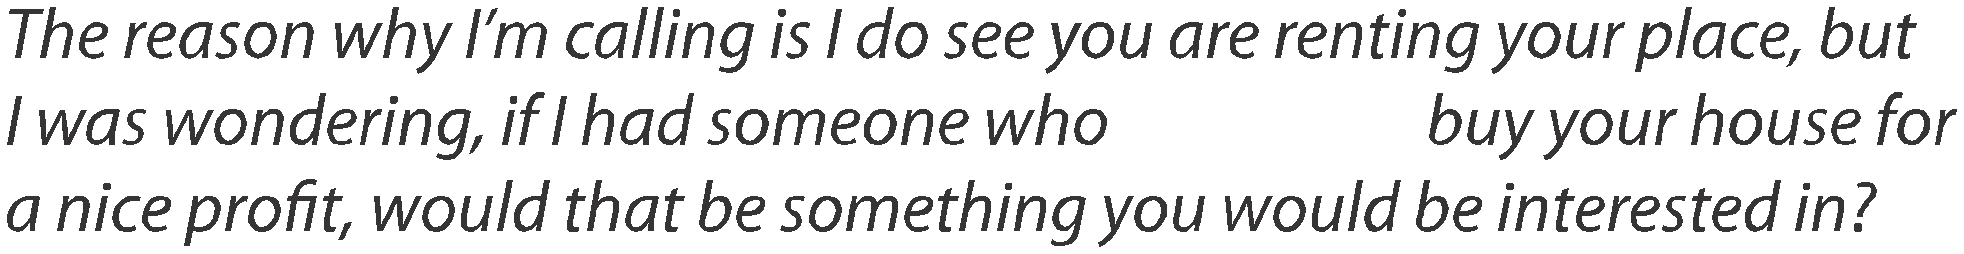 The reason why I’m calling is I do see you are renting your place, but
I was wondering, if I had someone who buy your house for
a nice profit, would that be something you would be interested in?